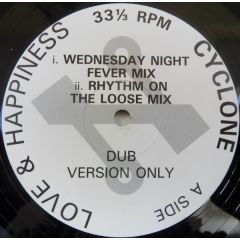 LOVE & HAPPINESS
33⅓ RPM
CYCLONE
i. WEDNESDAY NIGHT
FEVER MIX
ii. RHYTHM ON
THE LOOSE MIX
DUB
VERSION ONLY
A SIDE